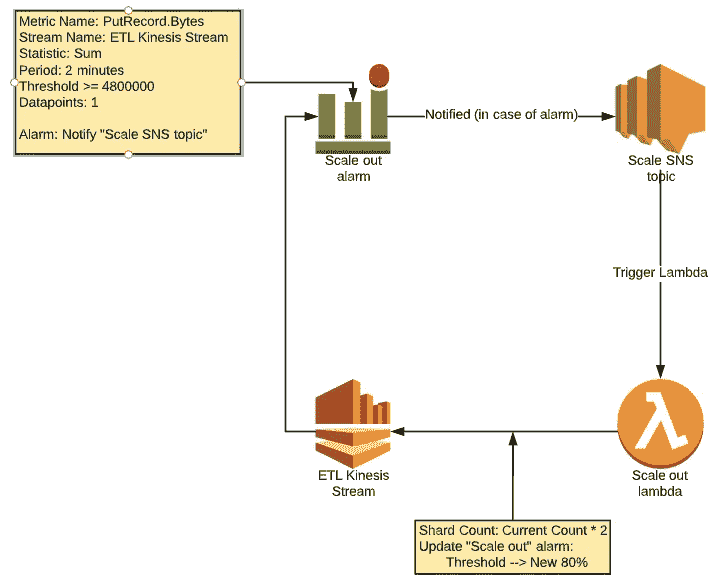 Metric Name: PutRecord.Bytes
Stream Name: ETL Kinesis Stream
Statistic: Sum
Period: 2 minutes
Threshold >= 4800000
Datapoints: 1
Alarm: Notify "Scale SNS topic"
Scale out
alarm
Notified (in case of alarm)
Scale SNS
topic
Trigger Lambda
ETL Kinesis
Stream
Scale out
lambda
Shard Count: Current Count * 2
Update "Scale out" alarm:
Threshold --> New 80%